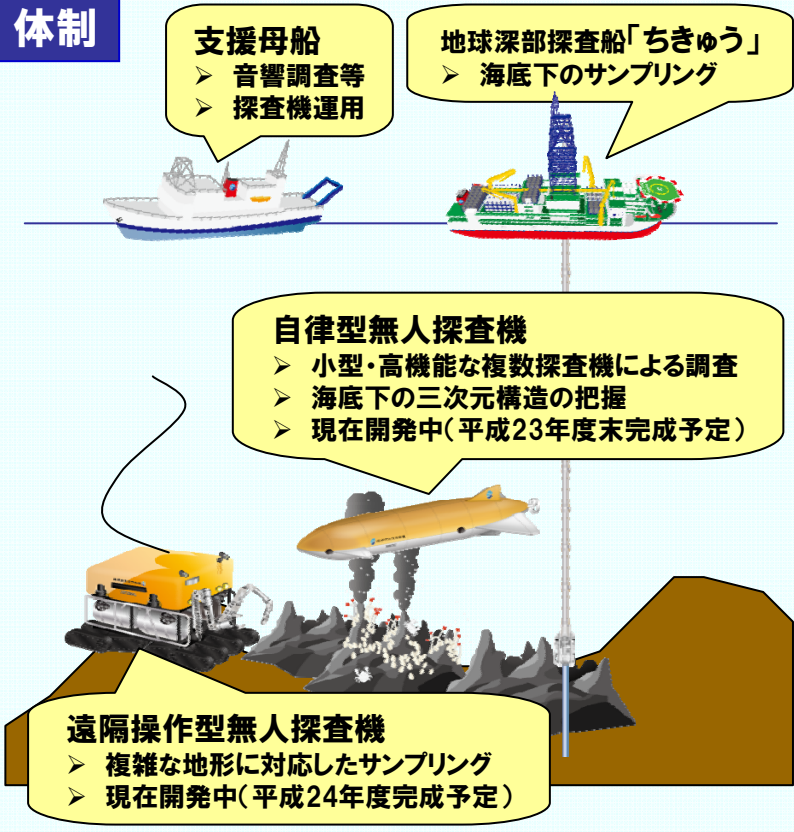 体制
支援母船
➢ 音響調査等
➢ 探査機運用
地球深部探査船「ちきゅう」
➢ 海底下のサンプリング
自律型無人探査機
➢ 小型・高機能な複数探査機による調査
➢ 海底下の三次元構造の把握
➢ 現在開発中(平成23年度末完成予定)
遠隔操作型無人探査機
➢ 複雑な地形に対応したサンプリング
➢ 現在開発中(平成24年度完成予定)